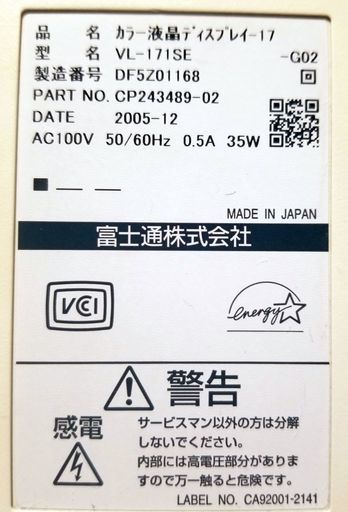 品　名　カラー液晶ディスプレイ-17
型　名　VL-171SE　-G02
製造番号　DF5Z01168　回
PART NO. CP243489-02
DATE　2005-12
AC100V　50/60Hz　0.5A　35W
MADE IN JAPAN
富士通株式会社
VCCI
energy
警告
感電
サービスマン以外の方は分解
しないでください。
内部には高電圧部分がありま
すので万一触ると危険です。
LABEL NO. CA92001-2141